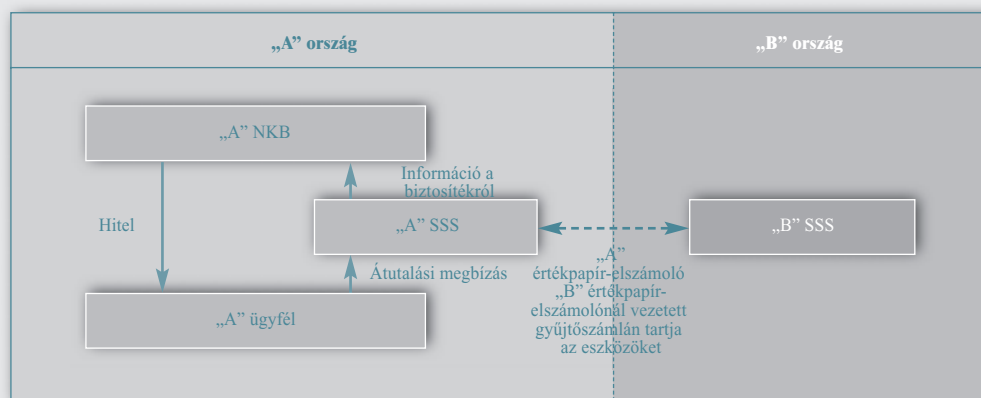 „A” ország
„B” ország
„A” NKB
Információ a
biztosítékról
Hitel
„A” SSS
„B” SSS
Átutalási megbízás
„A”
értékpapír-elszámoló
„B” értékpapír-
elszámolónál vezetett
gyűjtőszámlán tartja
az eszközöket
„A” ügyfél